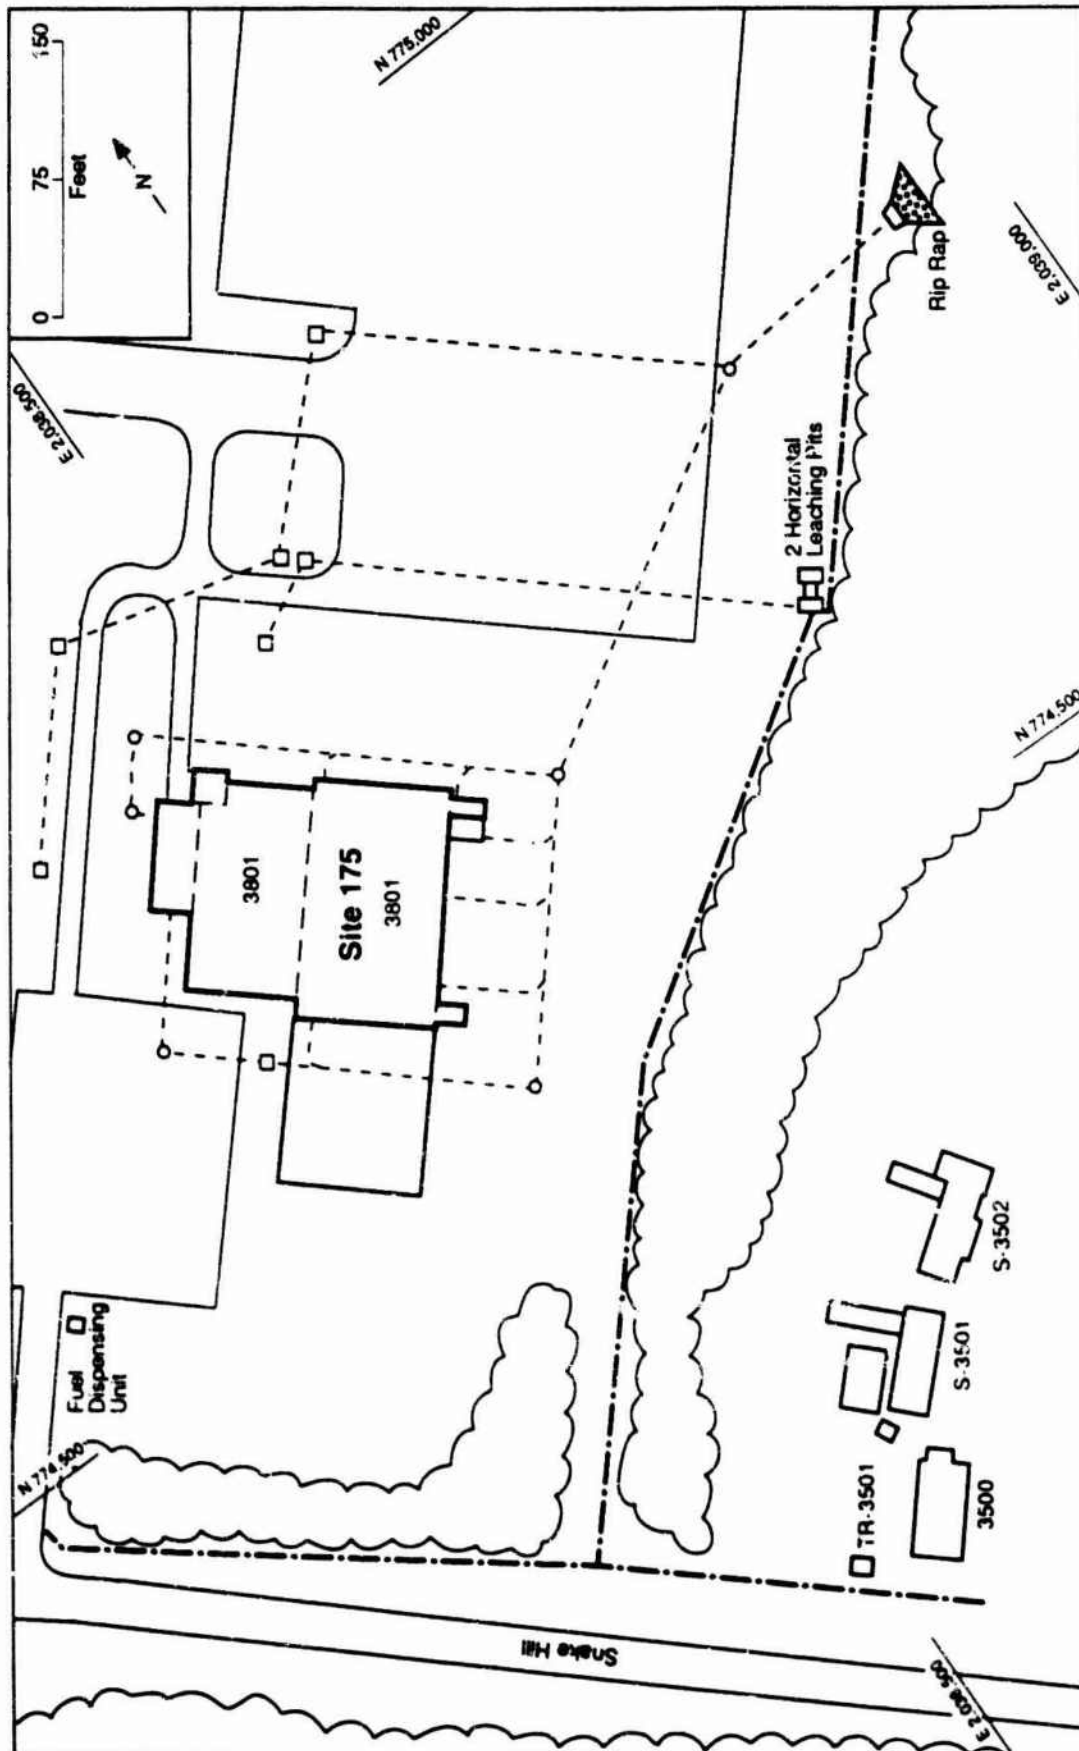 N 774,500
Fuel
Dispensing
Unit
E 2,038,500
0 75 150
Feet
N
N 775,000
3801
Site 175
3801
Snake Hill
2 Horizontal
Leaching Pits
Rip Rap
TR-3501
3500
S-3501
S-3502
E 2,038,500
N 774,500
E 2,039,000